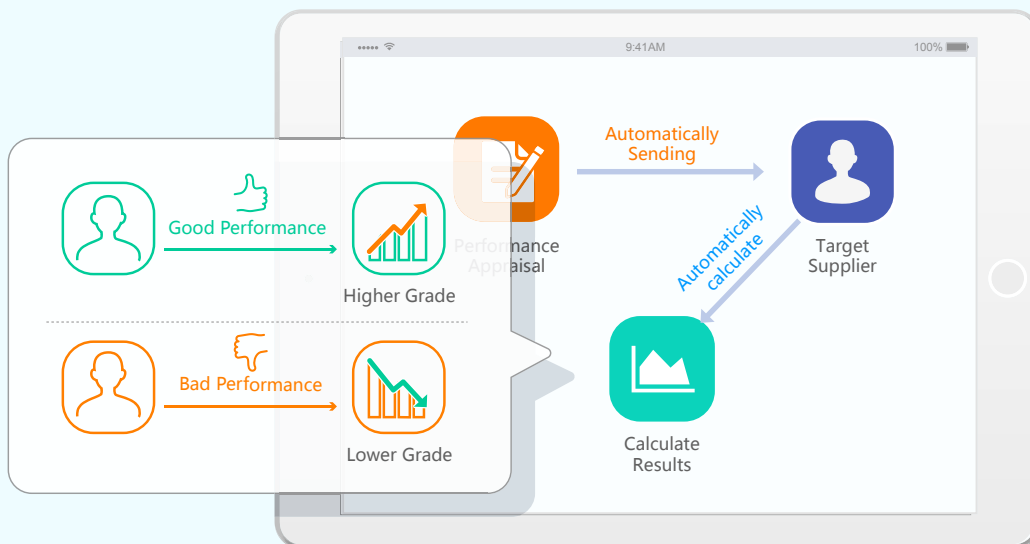 9:41AM
100%
Automatically
Sending
Performance
Appraisal
Target
Supplier
Automatically
calculate
Calculate
Results
Good Performance
Higher Grade
Bad Performance
Lower Grade